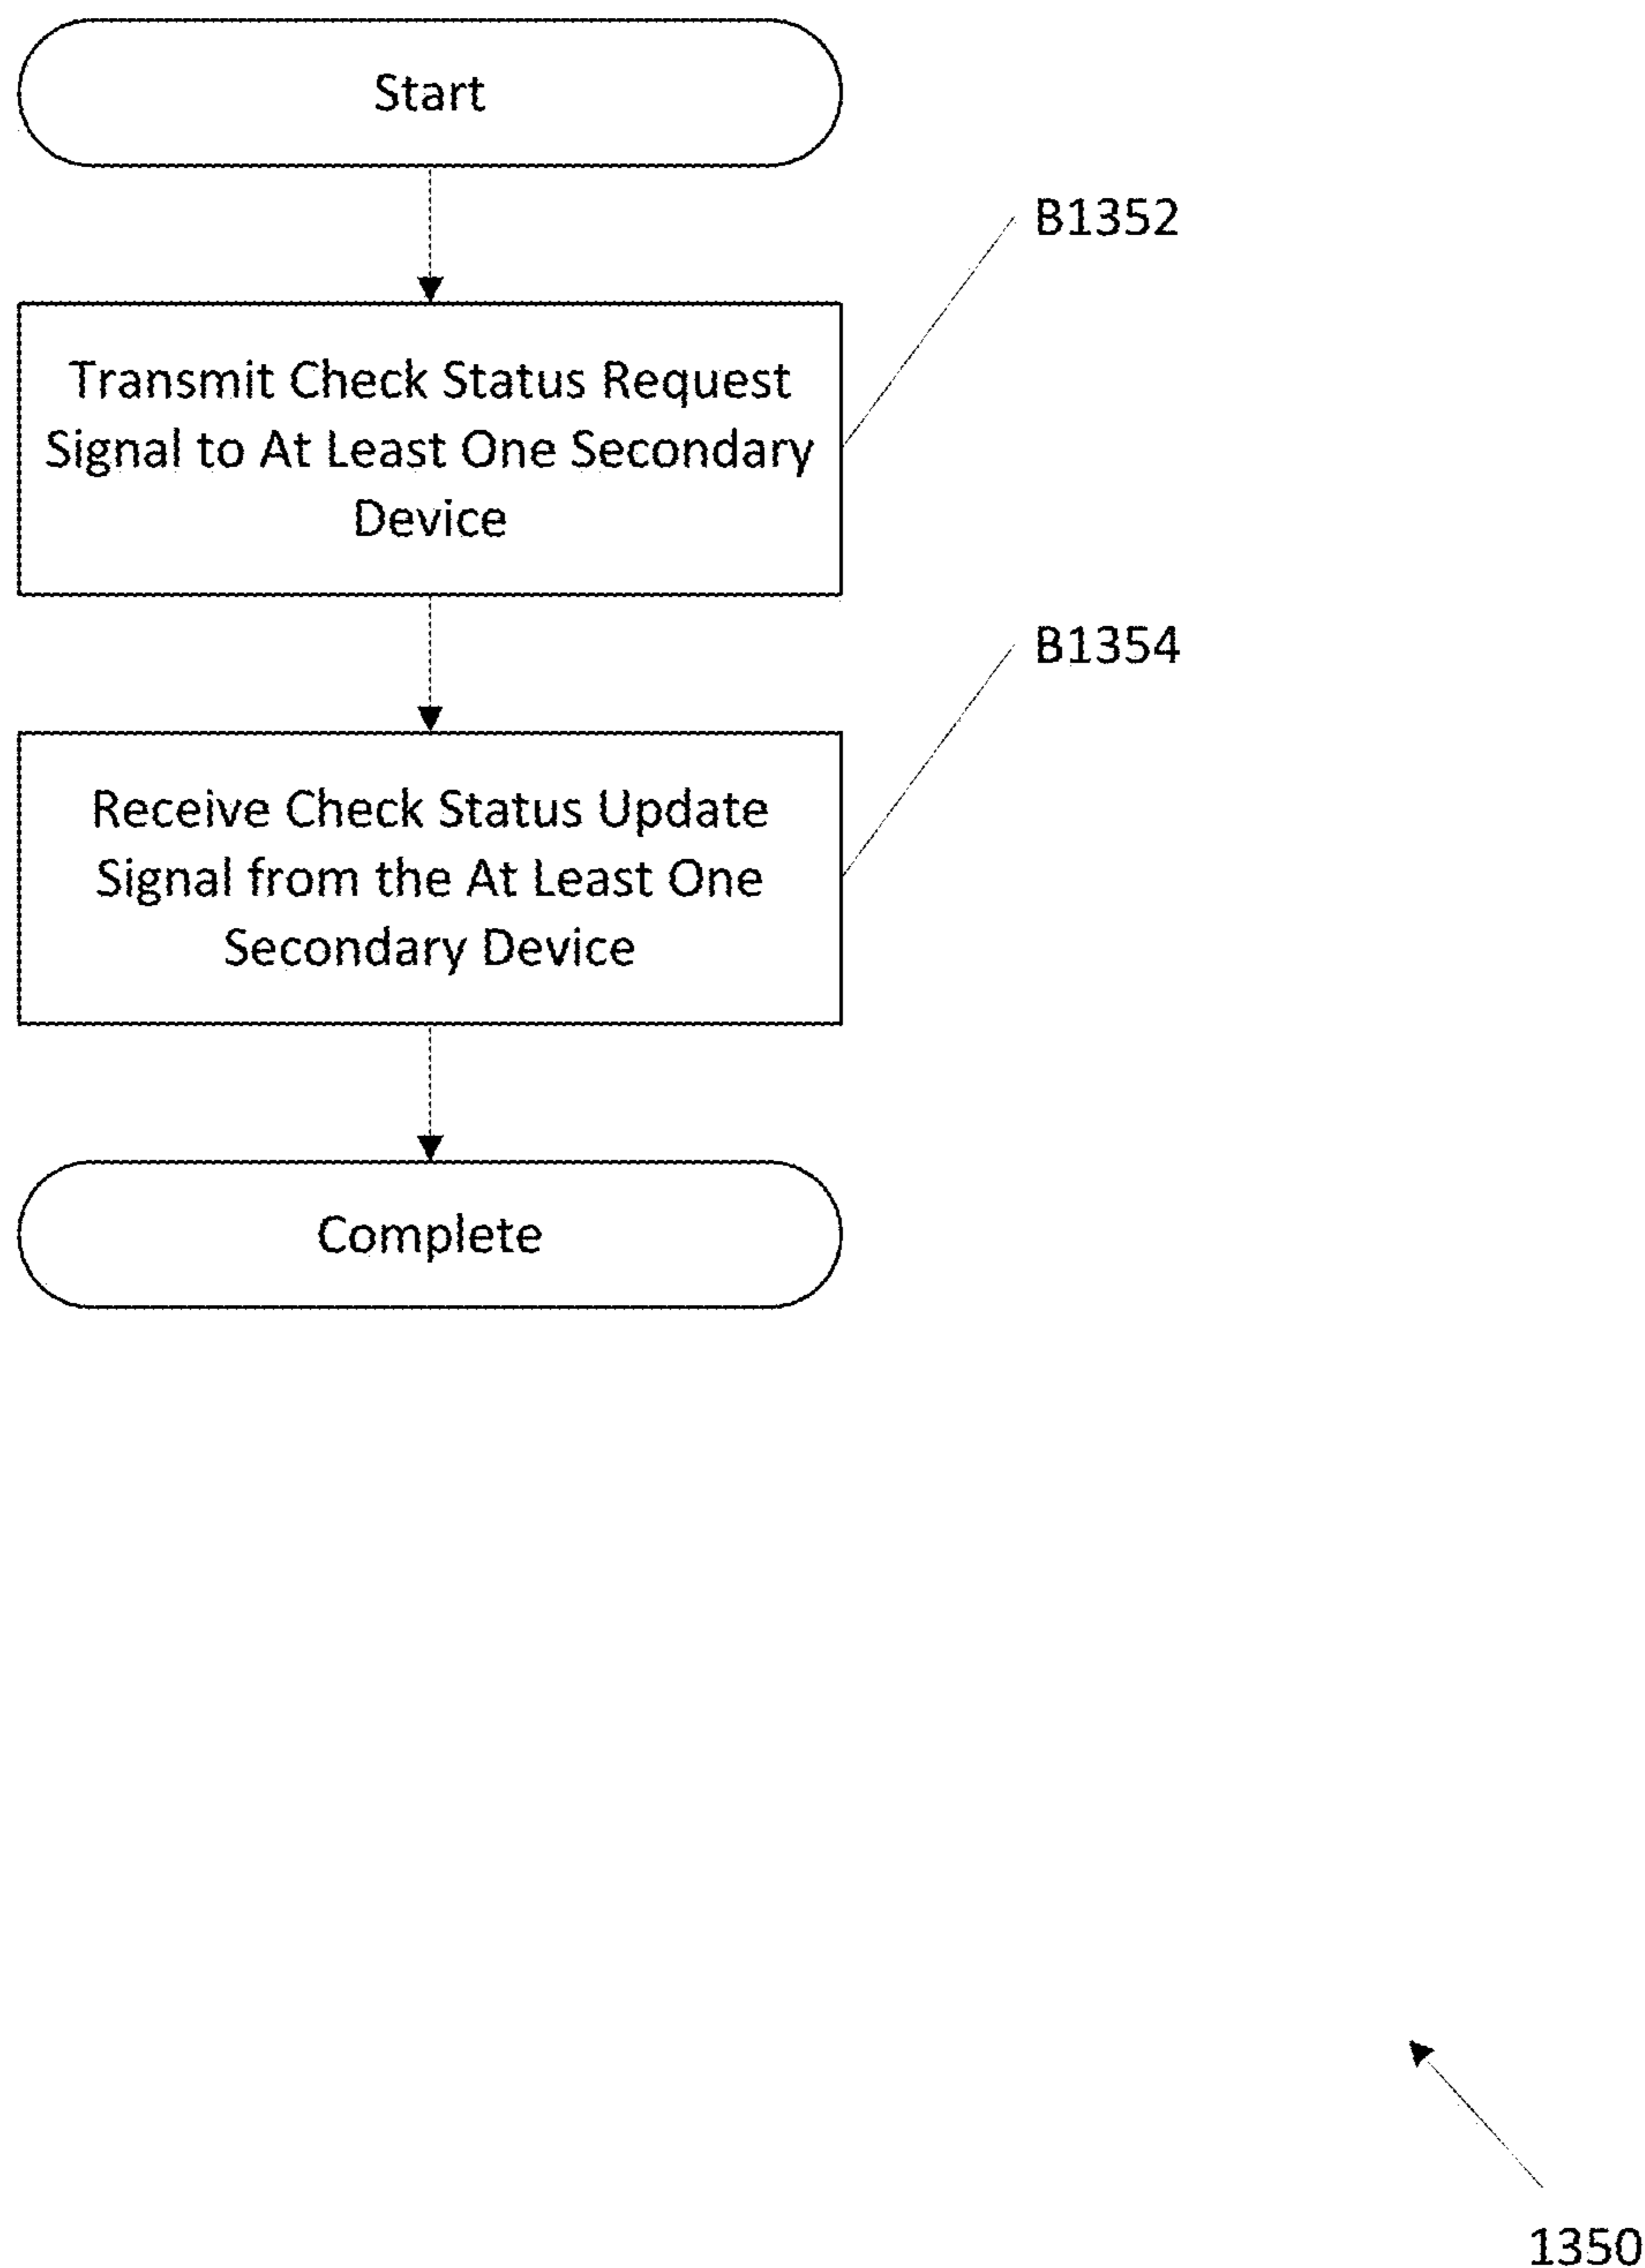 Start
B1352
Transmit Check Status Request
Signal to At Least One Secondary
Device
B1354
Receive Check Status Update
Signal from the At Least One
Secondary Device
Complete
1350